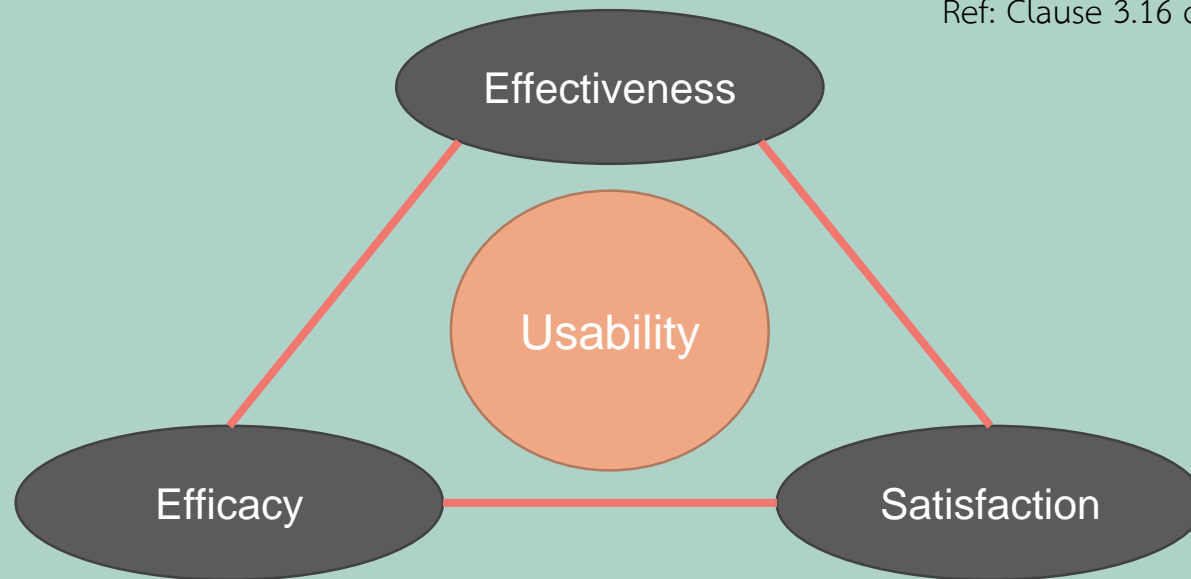 Ref: Clause 3.16
Effectiveness
Usability
Efficacy
Satisfaction